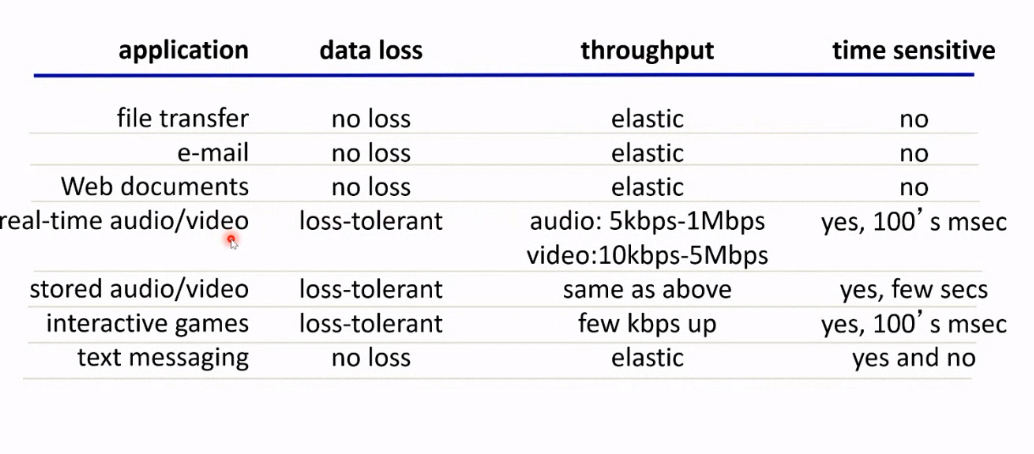 application data loss throughput time sensitive
file transfer no loss elastic no
e-mail no loss elastic no
Web documents no loss elastic no
real-time audio/video loss-tolerant audio: 5kbps-1Mbps yes, 100's msec
video:10kbps-5Mbps
stored audio/video loss-tolerant same as above yes, few secs
interactive games loss-tolerant few kbps up yes, 100's msec
text messaging no loss elastic yes and no